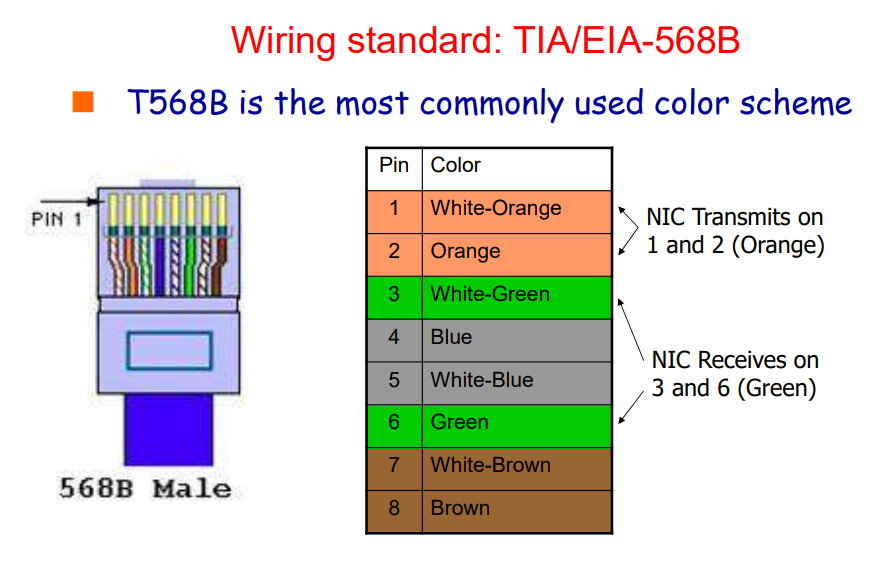 Wiring standard: TIA/EIA-568B
T568B is the most commonly used color scheme
PIN 1
568B Male
Pin Color
1 White-Orange
2 Orange
3 White-Green
4 Blue
5 White-Blue
6 Green
7 White-Brown
8 Brown
NIC Transmits on
1 and 2 (Orange)
NIC Receives on
3 and 6 (Green)